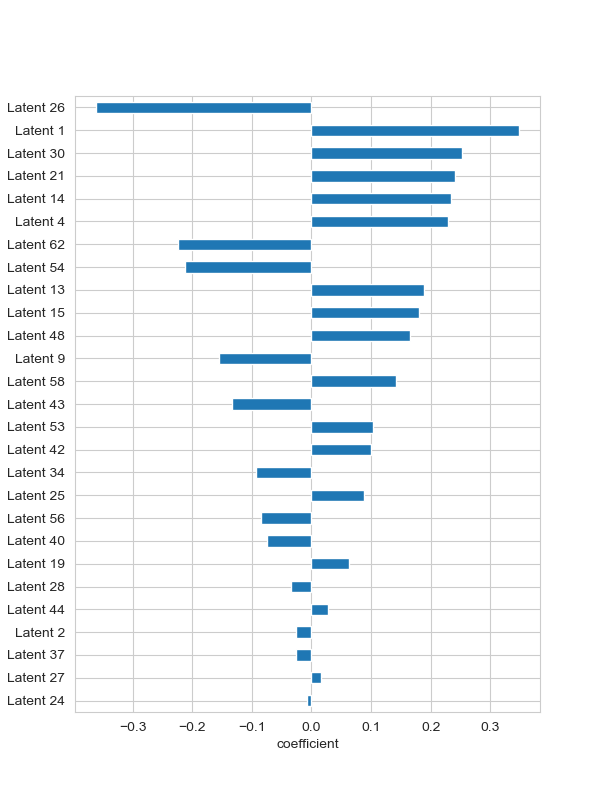 Latent 26
Latent 1
Latent 30
Latent 21
Latent 14
Latent 4
Latent 62
Latent 54
Latent 13
Latent 15
Latent 48
Latent 9
Latent 58
Latent 43
Latent 53
Latent 42
Latent 34
Latent 25
Latent 56
Latent 40
Latent 19
Latent 28
Latent 44
Latent 2
Latent 37
Latent 27
Latent 24
−0.3 −0.2 −0.1 0.0 0.1 0.2 0.3
coefficient